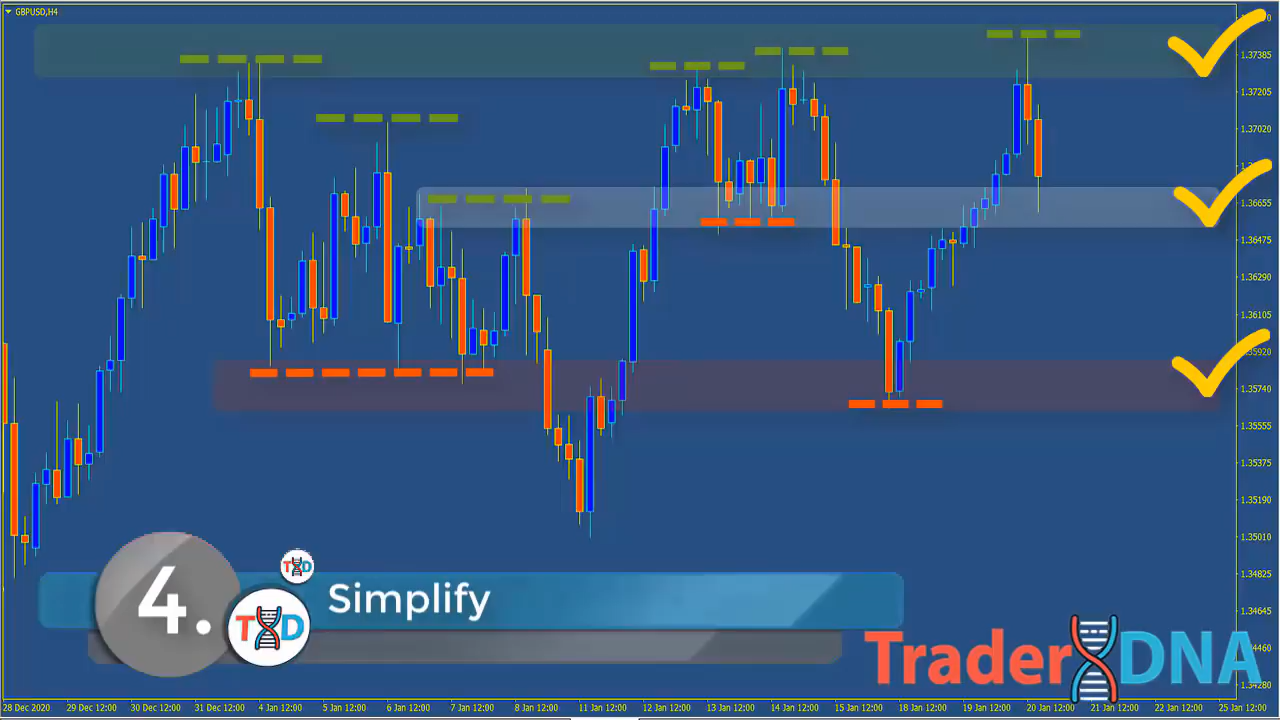 GBPUSD,H4
1.37385
1.37205
1.37020
1.36655
1.36475
1.36290
1.36105
1.35920
1.35740
1.35555
1.35375
1.35190
1.35010
1.34825
1.34645
1.34280
4.
TXD
TXD
Simplify
Trader DNA
28 Dec 2020
29 Dec 12:00
30 Dec 12:00
31 Dec 12:00
4 Jan 12:00
5 Jan 12:00
6 Jan 12:00
7 Jan 12:00
8 Jan 12:00
11 Jan 12:00
12 Jan 12:00
13 Jan 12:00
14 Jan 12:00
15 Jan 12:00
18 Jan 12:00
19 Jan 12:00
20 Jan 12:00
21 Jan 12:00
22 Jan 12:00
25 Jan 12:00